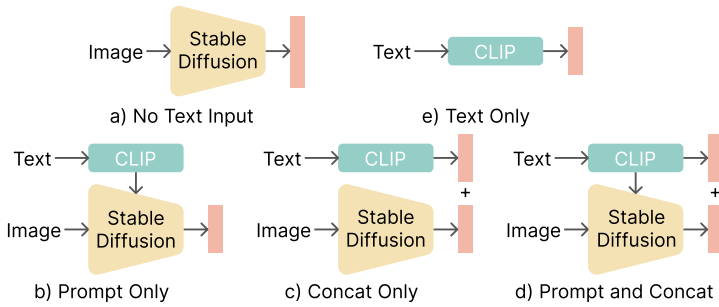 Image
Stable
Diffusion
a) No Text Input
Text
CLIP
e) Text Only
Text
CLIP
Image
Stable
Diffusion
b) Prompt Only
Text
CLIP
+
Image
Stable
Diffusion
c) Concat Only
Text
CLIP
+
Image
Stable
Diffusion
d) Prompt and Concat